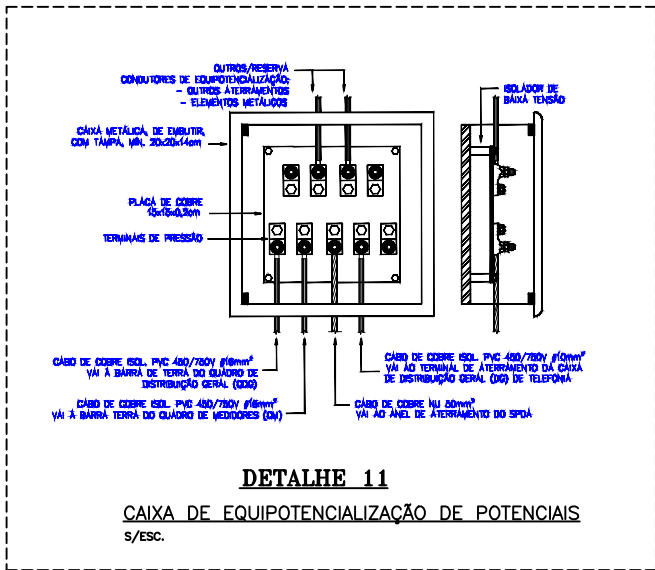 OUTROS/RESERVA
CONDUTORES DE EQUIPOTENCIALIZAÇÃO:
- OUTROS ATERRAMENTOS
- ELEMENTOS METÁLICOS
ISOLADOR DE
BAIXA TENSÃO
CAIXA METÁLICA, DE EMBUTIR,
COM TAMPA, MIN. 20x20x14cm
PLACA DE COBRE
15x15x0,5cm
TERMINAIS DE PRESSÃO
CABO DE COBRE ISOL. PVC 450/750V #16mm²
VAI À BARRA DE TERRA DO QUADRO DE
DISTRIBUIÇÃO GERAL (QDG)
CABO DE COBRE ISOL. PVC 450/750V #10mm²
VAI AO TERMINAL DE ATERRAMENTO DA CAIXA
DE DISTRIBUIÇÃO GERAL (DG) DE TELEFONIA
CABO DE COBRE ISOL. PVC 450/750V #16mm²
VAI À BARRA TERRA DO QUADRO DE MEDIDORES (QM)
CABO DE COBRE NU 50mm²
VAI AO ANEL DE ATERRAMENTO DO SPDA
DETALHE 11
CAIXA DE EQUIPOTENCIALIZAÇÃO DE POTENCIAIS
S/ESC.